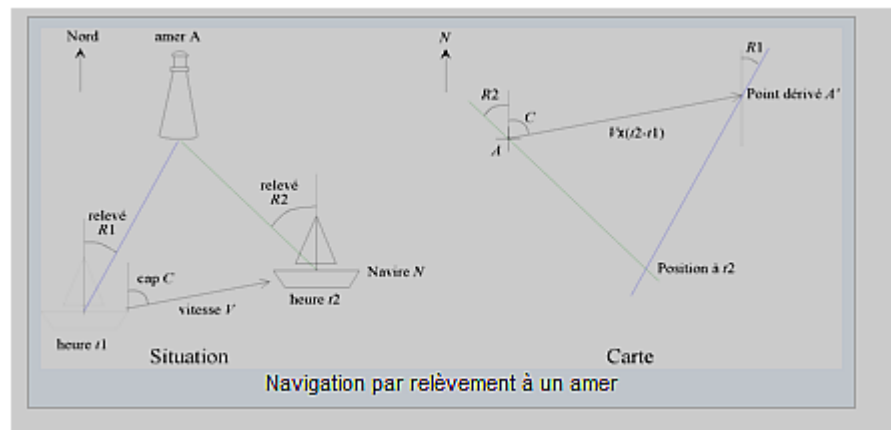 Nord
amer A
relevé
R1
relevé
R2
cap C
vitesse V
Navire N
heure t2
heure t1
Situation
N
R1
R2
C
A
Point dérivé A'
Vx(t2-t1)
Position à t2
Carte
Navigation par relèvement à un amer